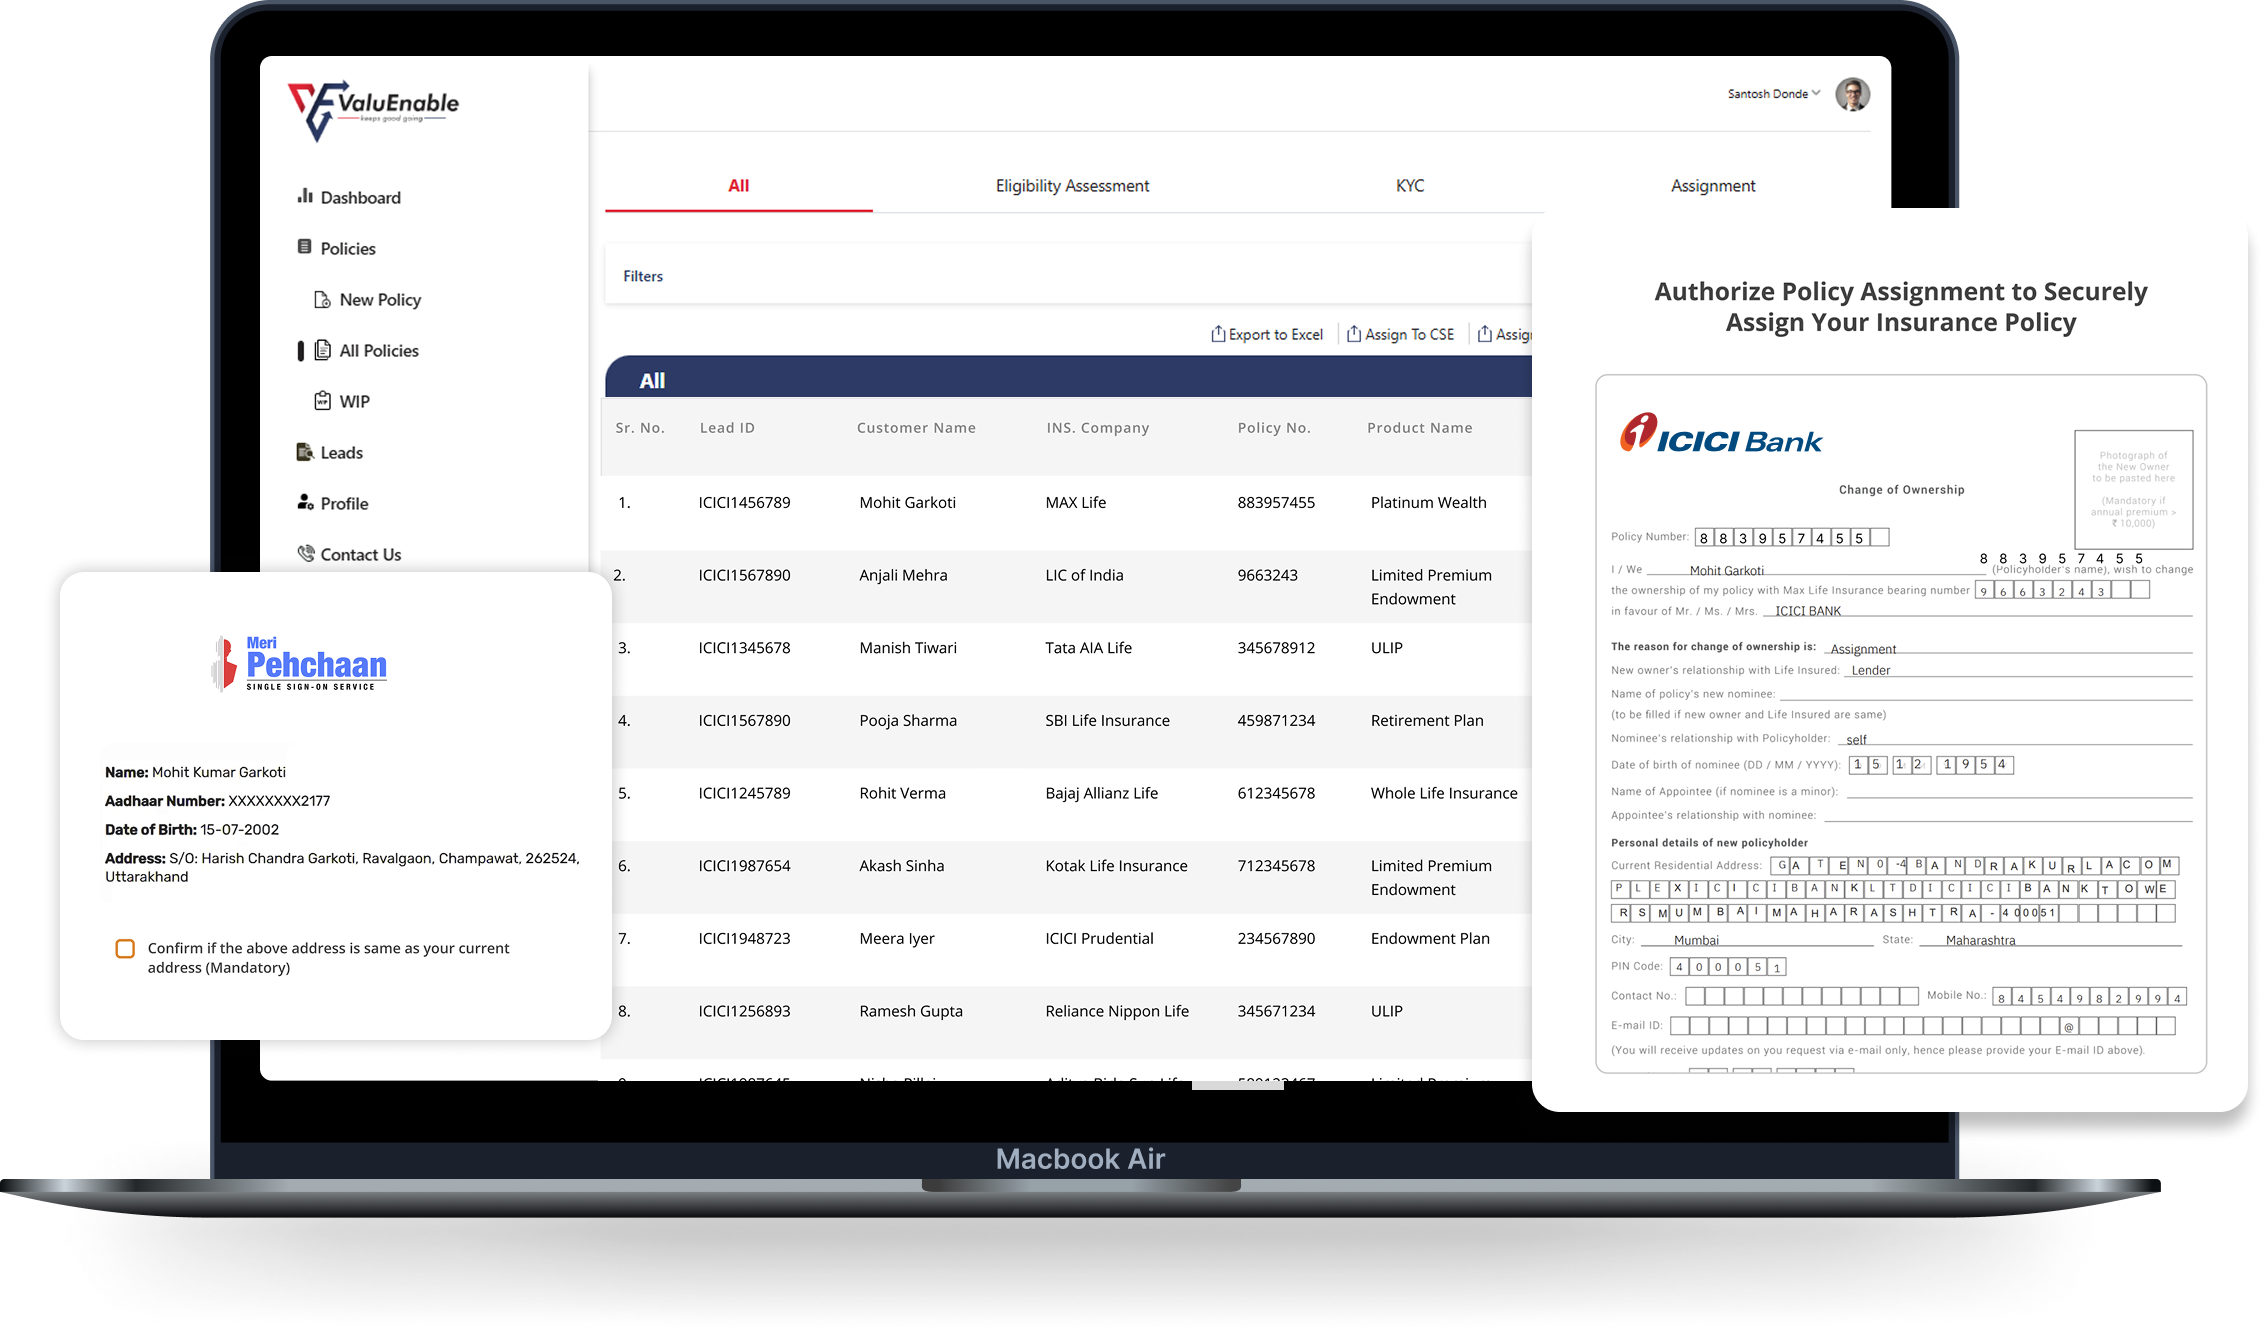 ValuEnable
keeps good going
Santosh Donde
Dashboard
Policies
New Policy
All Policies
WIP
Leads
Profile
Contact Us
All Eligibility Assessment KYC Assignment
Filters
Export to Excel Assign To CSE Assig
All
Sr. No. Lead ID Customer Name INS. Company Policy No. Product Name
1. ICICI1456789 Mohit Garkoti MAX Life 883957455 Platinum Wealth
2. ICICI1567890 Anjali Mehra LIC of India 9663243 Limited Premium
Endowment
3. ICICI1345678 Manish Tiwari Tata AIA Life 345678912 ULIP
4. ICICI1567890 Pooja Sharma SBI Life Insurance 459871234 Retirement Plan
5. ICICI1245789 Rohit Verma Bajaj Allianz Life 612345678 Whole Life Insurance
6. ICICI1987654 Akash Sinha Kotak Life Insurance 712345678 Limited Premium
Endowment
7. ICICI1948723 Meera Iyer ICICI Prudential 234567890 Endowment Plan
8. ICICI1256893 Ramesh Gupta Reliance Nippon Life 345671234 ULIP
Meri
Pehchaan
SINGLE SIGN-ON SERVICE
Name: Mohit Kumar Garkoti
Aadhaar Number: XXXXXXXX2177
Date of Birth: 15-07-2002
Address: S/O: Harish Chandra Garkoti, Ravalgaon, Champawat, 262524,
Uttarakhand
Confirm if the above address is same as your current
address (Mandatory)
Authorize Policy Assignment to Securely
Assign Your Insurance Policy
ICICI Bank
Photograph of
the New Owner
to be pasted here
(Mandatory if
annual premium >
₹ 10,000)
Change of Ownership
Policy Number: 8 8 3 9 5 7 4 5 5
8 8 3 9 5 7 4 5 5
I / We Mohit Garkoti (Policyholder's name), wish to change
the ownership of my policy with Max Life Insurance bearing number 9 6 6 3 2 4 3
in favour of Mr. / Ms. / Mrs. ICICI BANK
The reason for change of ownership is: Assignment
New owner's relationship with Life Insured: Lender
Name of policy's new nominee:
(to be filled if new owner and Life Insured are same)
Nominee's relationship with Policyholder: self
Date of birth of nominee (DD / MM / YYYY): 1 5 1 2 1 9 5 4
Name of Appointee (if nominee is a minor):
Appointee's relationship with nominee:
Personal details of new policyholder
Current Residential Address: G A T E N 0 -4 B A N D R A K U R L A C O M
P L E X I C I C I B A N K L T D I C I C I B A N K T O W E
R S M U M B A I M A H A R A S H T R A - 4 0 0 0 5 1
City: Mumbai State: Maharashtra
PIN Code: 4 0 0 0 5 1
Contact No.: Mobile No.: 8 4 5 4 9 8 2 9 9 4
E-mail ID: @
(You will receive updates on you request via e-mail only, hence please provide your E-mail ID above).
Macbook Air